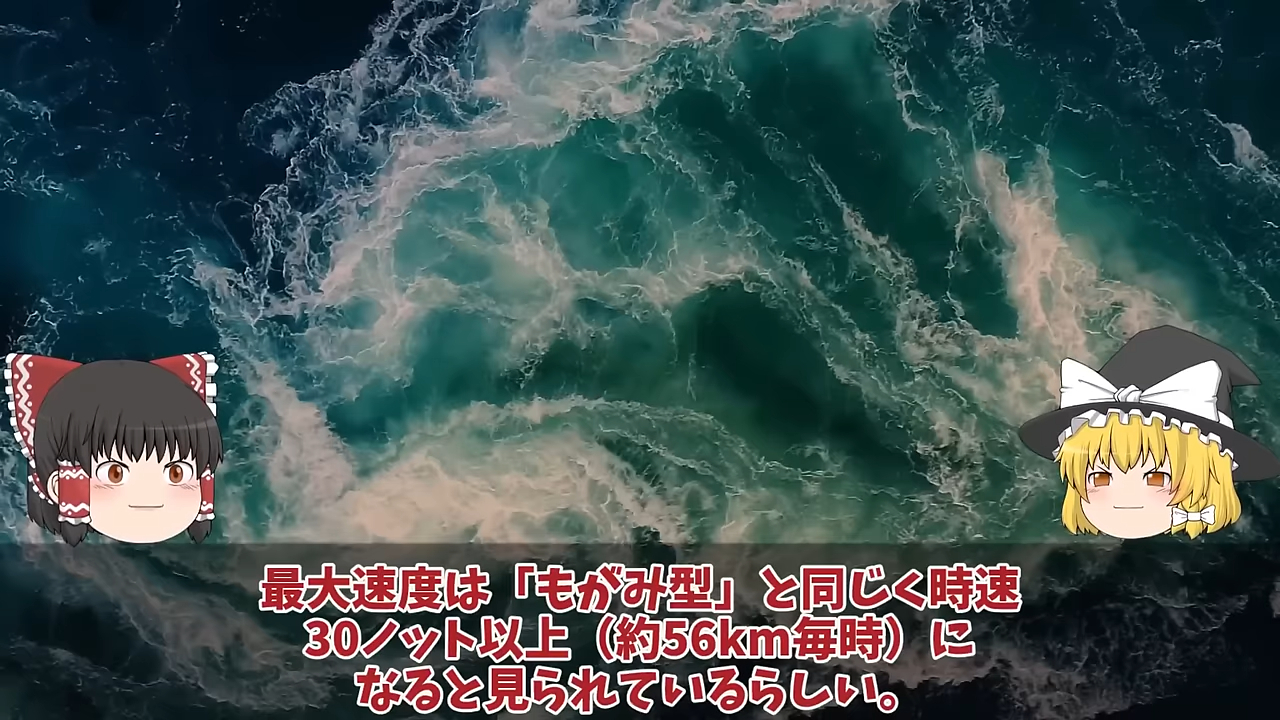 最大速度は「もがみ型」と同じく時速
30ノット以上（約56km毎時）に
なると見られているらしい。